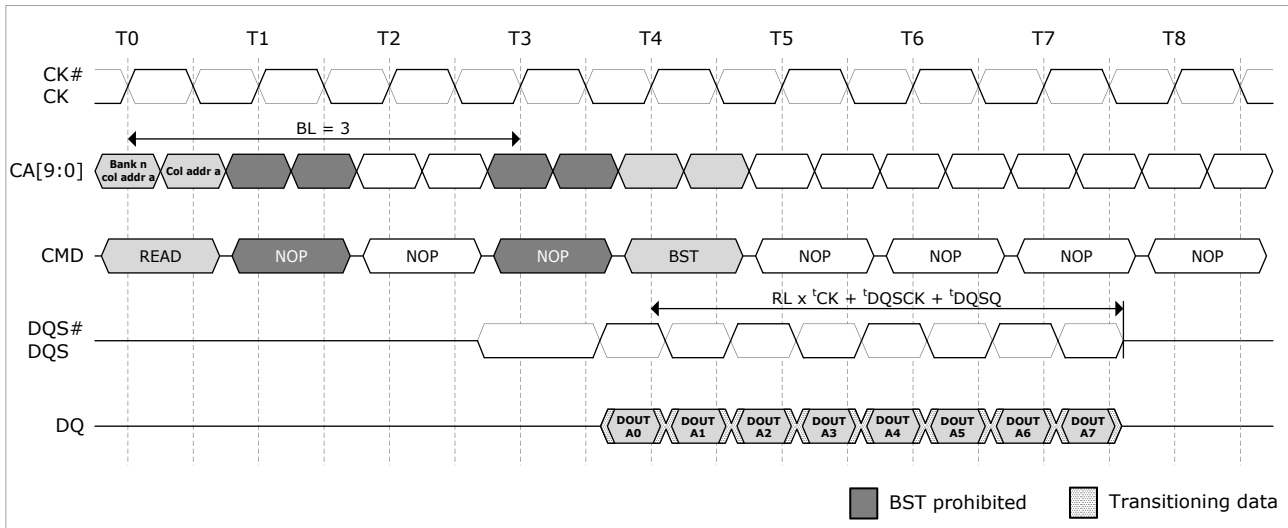 T0 T1 T2 T3 T4 T5 T6 T7 T8
CK#
CK
BL = 3
CA[9:0]
Bank n
col addr a
Col addr a
CMD
READ NOP NOP NOP BST NOP NOP NOP NOP
RL x tCK + tDQSCK + tDQSQ
DQS#
DQS
DQ
DOUT DOUT DOUT DOUT DOUT DOUT DOUT DOUT
A0 A1 A2 A3 A4 A5 A6 A7
BST prohibited
Transitioning data